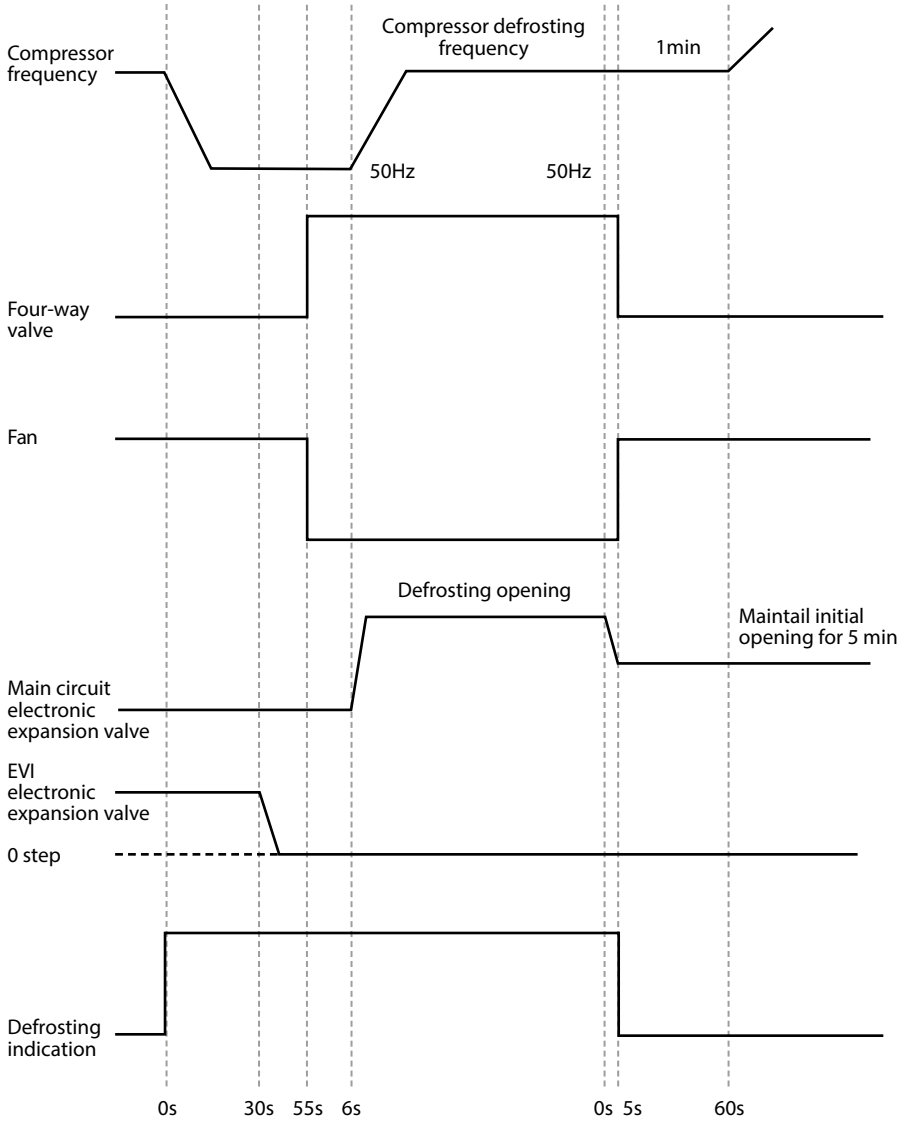 Compressor defrosting
frequency
1min
Compressor
frequency
50Hz
50Hz
Four-way
valve
Fan
Defrosting opening
Maintail initial
opening for 5 min
Main circuit
electronic
expansion valve
EVI
electronic
expansion valve
0 step
Defrosting
indication
0s 30s 55s 6s 0s 5s 60s